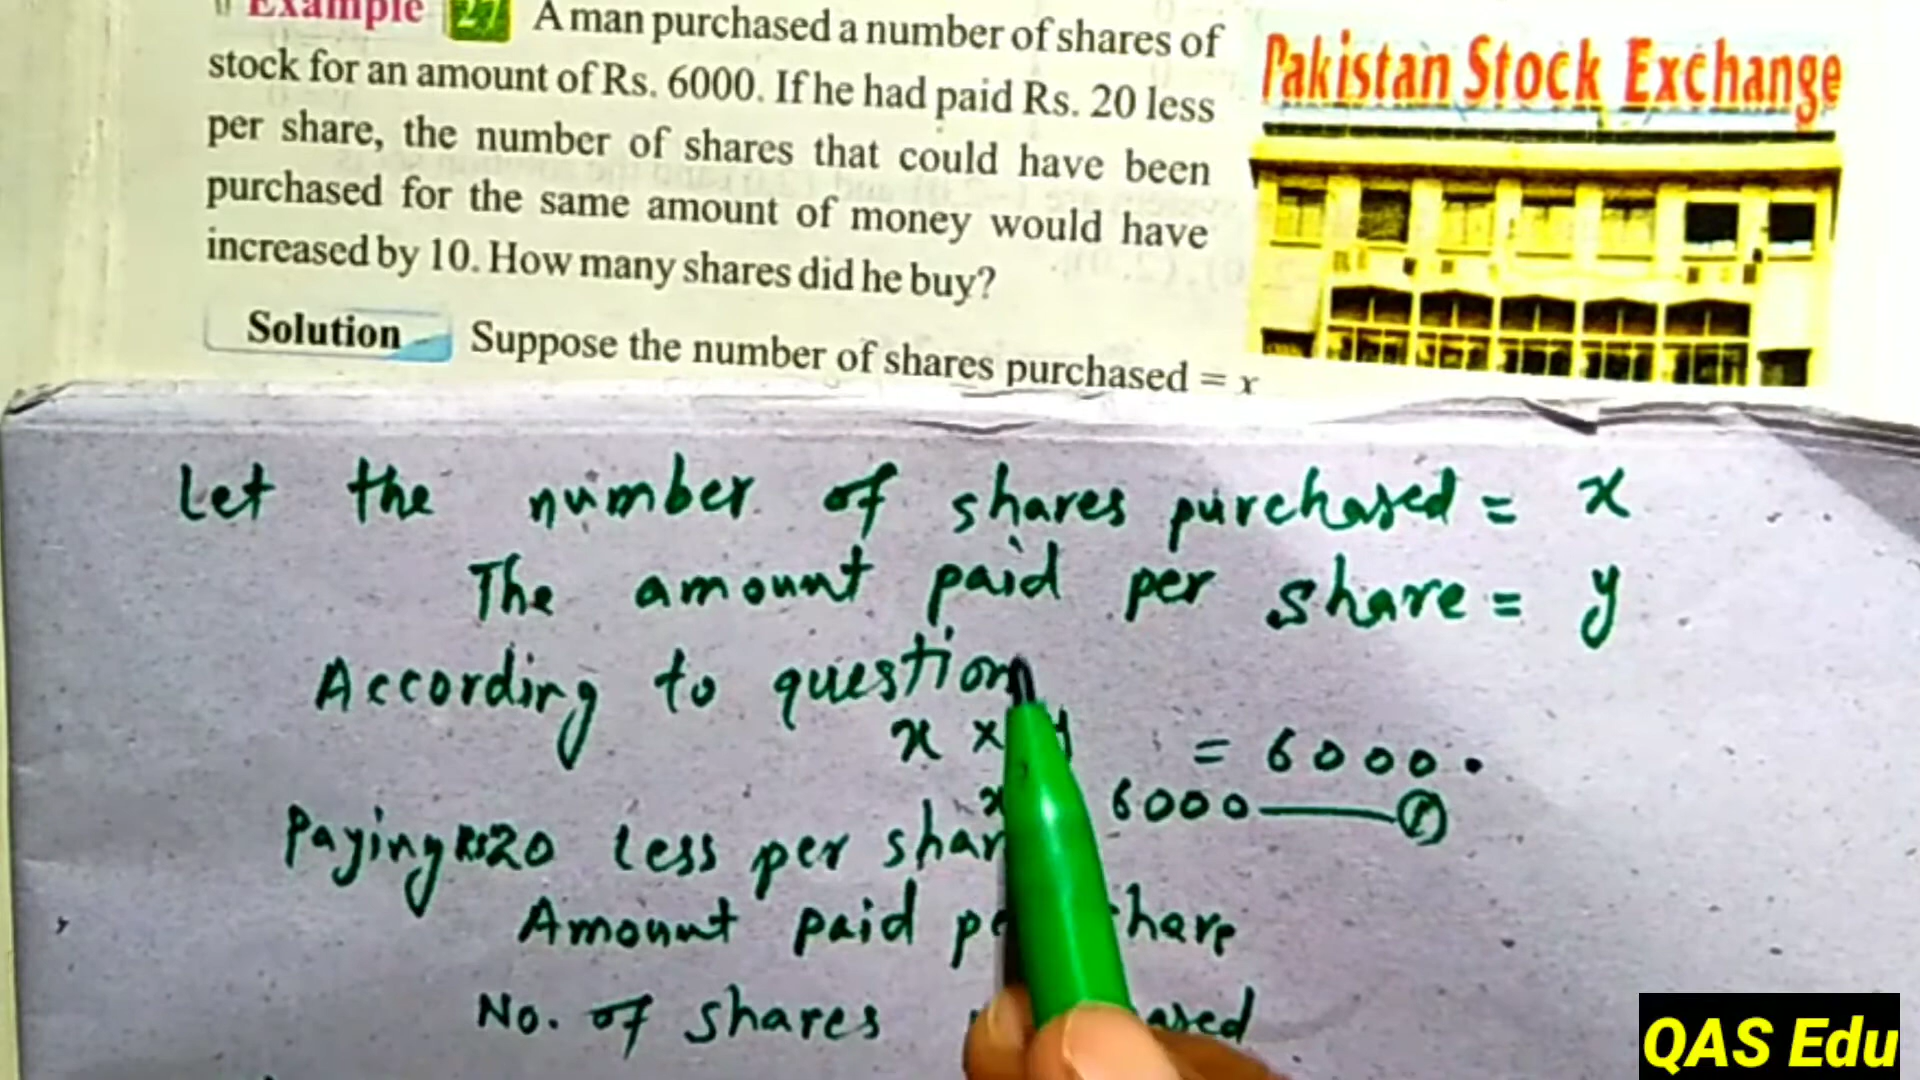 Example 27 A man purchased a number of shares of
stock for an amount of Rs. 6000. If he had paid Rs. 20 less
per share, the number of shares that could have been
purchased for the same amount of money would have
increased by 10. How many shares did he buy?
Pakistan Stock Exchange
Solution Suppose the number of shares purchased = x
Let the number of shares purchased = x
The amount paid per share = y
According to question
x × = 6000.
6000 — 1
Paying Rs20 less per shar
Amount paid
No. of shares
QAS Edu